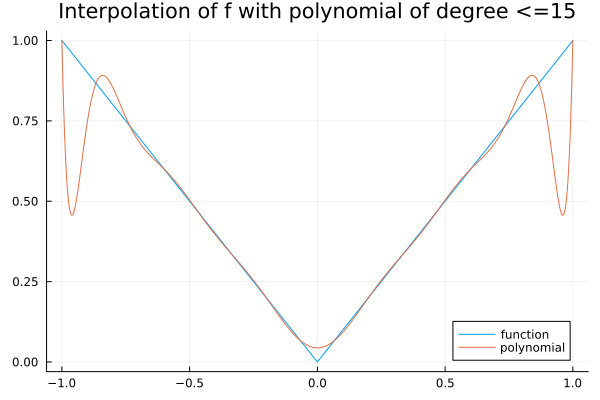 Interpolation of f with polynomial of degree <=15
1.00
0.75
0.50
0.25
0.00
−1.0 −0.5 0.0 0.5 1.0
function
polynomial